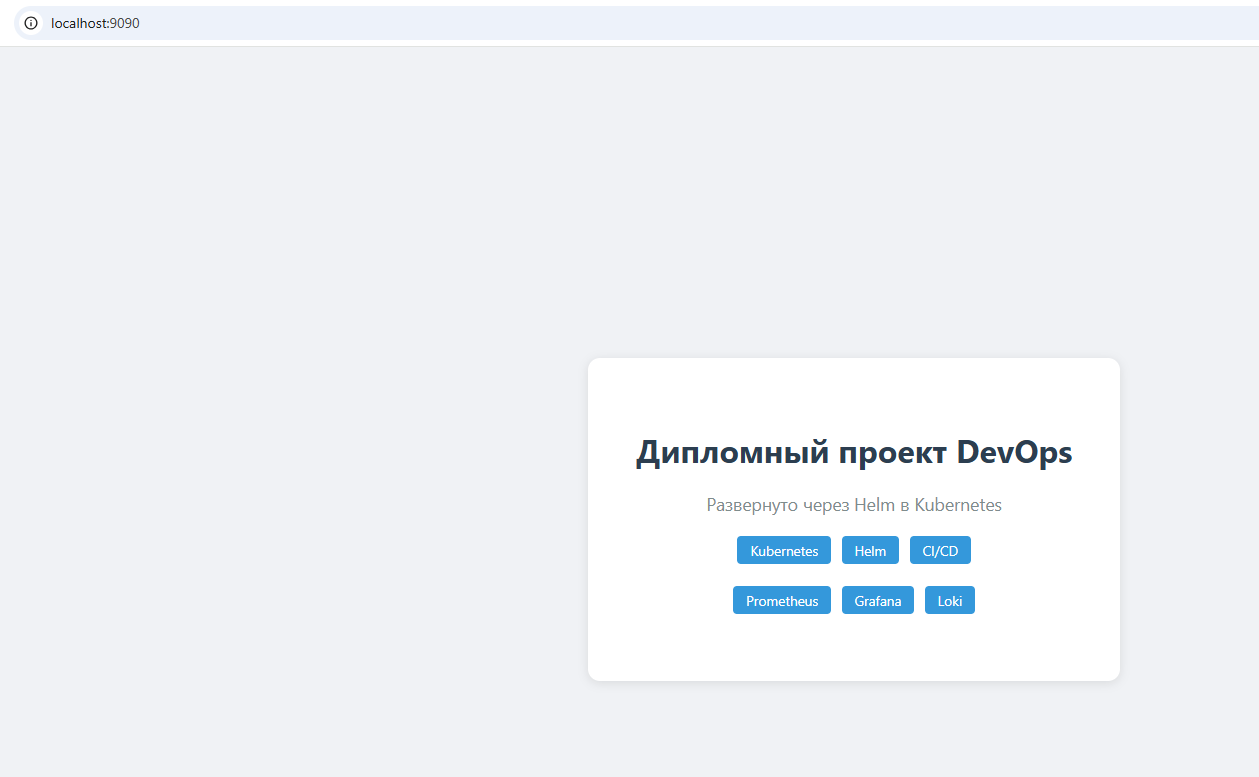 localhost:9090
Дипломный проект DevOps
Развернуто через Helm в Kubernetes
Kubernetes Helm CI/CD
Prometheus Grafana Loki